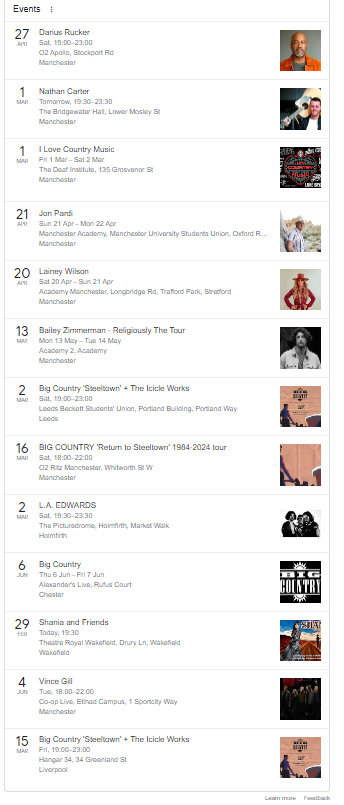 Events
27
APR
Darius Rucker
Sat, 19:00–23:00
O2 Apollo, Stockport Rd
Manchester
1
MAR
Nathan Carter
Tomorrow, 19:30–23:30
The Bridgewater Hall, Lower Mosley St
Manchester
1
MAR
I Love Country Music
Fri 1 Mar – Sat 2 Mar
The Deaf Institute, 135 Grosvenor St
Manchester
COUNTRY
21
APR
Jon Pardi
Sun 21 Apr – Mon 22 Apr
Manchester Academy, Manchester University Students Union, Oxford R...
Manchester
20
APR
Lainey Wilson
Sat 20 Apr – Sun 21 Apr
Academy Manchester, Longbridge Rd, Trafford Park, Stretford
Manchester
13
MAY
Bailey Zimmerman - Religiously The Tour
Mon 13 May – Tue 14 May
Academy 2, Academy
Manchester
2
MAR
Big Country 'Steeltown' + The Icicle Works
Sat, 19:00–23:00
Leeds Beckett Students' Union, Portland Building, Portland Way
Leeds
16
MAR
BIG COUNTRY 'Return to Steeltown' 1984-2024 tour
Sat, 18:00–22:00
O2 Ritz Manchester, Whitworth St W
Manchester
2
MAR
L.A. EDWARDS
Sat, 19:30–23:30
The Picturedrome, Holmfirth, Market Walk
Holmfirth
6
JUN
Big Country
Thu 6 Jun – Fri 7 Jun
Alexander's Live, Rufus Court
Chester
BIG
COUNTRY
29
FEB
Shania and Friends
Today, 19:30
Theatre Royal Wakefield, Drury Ln, Wakefield
Wakefield
4
JUN
Vince Gill
Tue, 18:00–22:00
Co-op Live, Etihad Campus, 1 Sportcity Way
Manchester
15
MAR
Big Country 'Steeltown' + The Icicle Works
Fri, 19:00–23:00
Hangar 34, 34 Greenland St
Liverpool
Learn more
Feedback